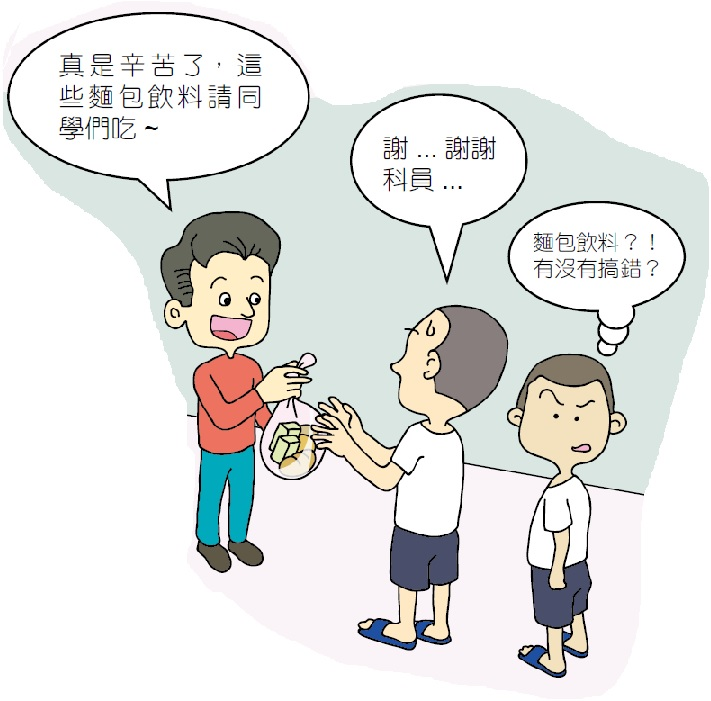 真是辛苦了，這
些麵包飲料請同
學們吃~
謝...謝謝
科員...
麵包飲料？！
有沒有搞錯？